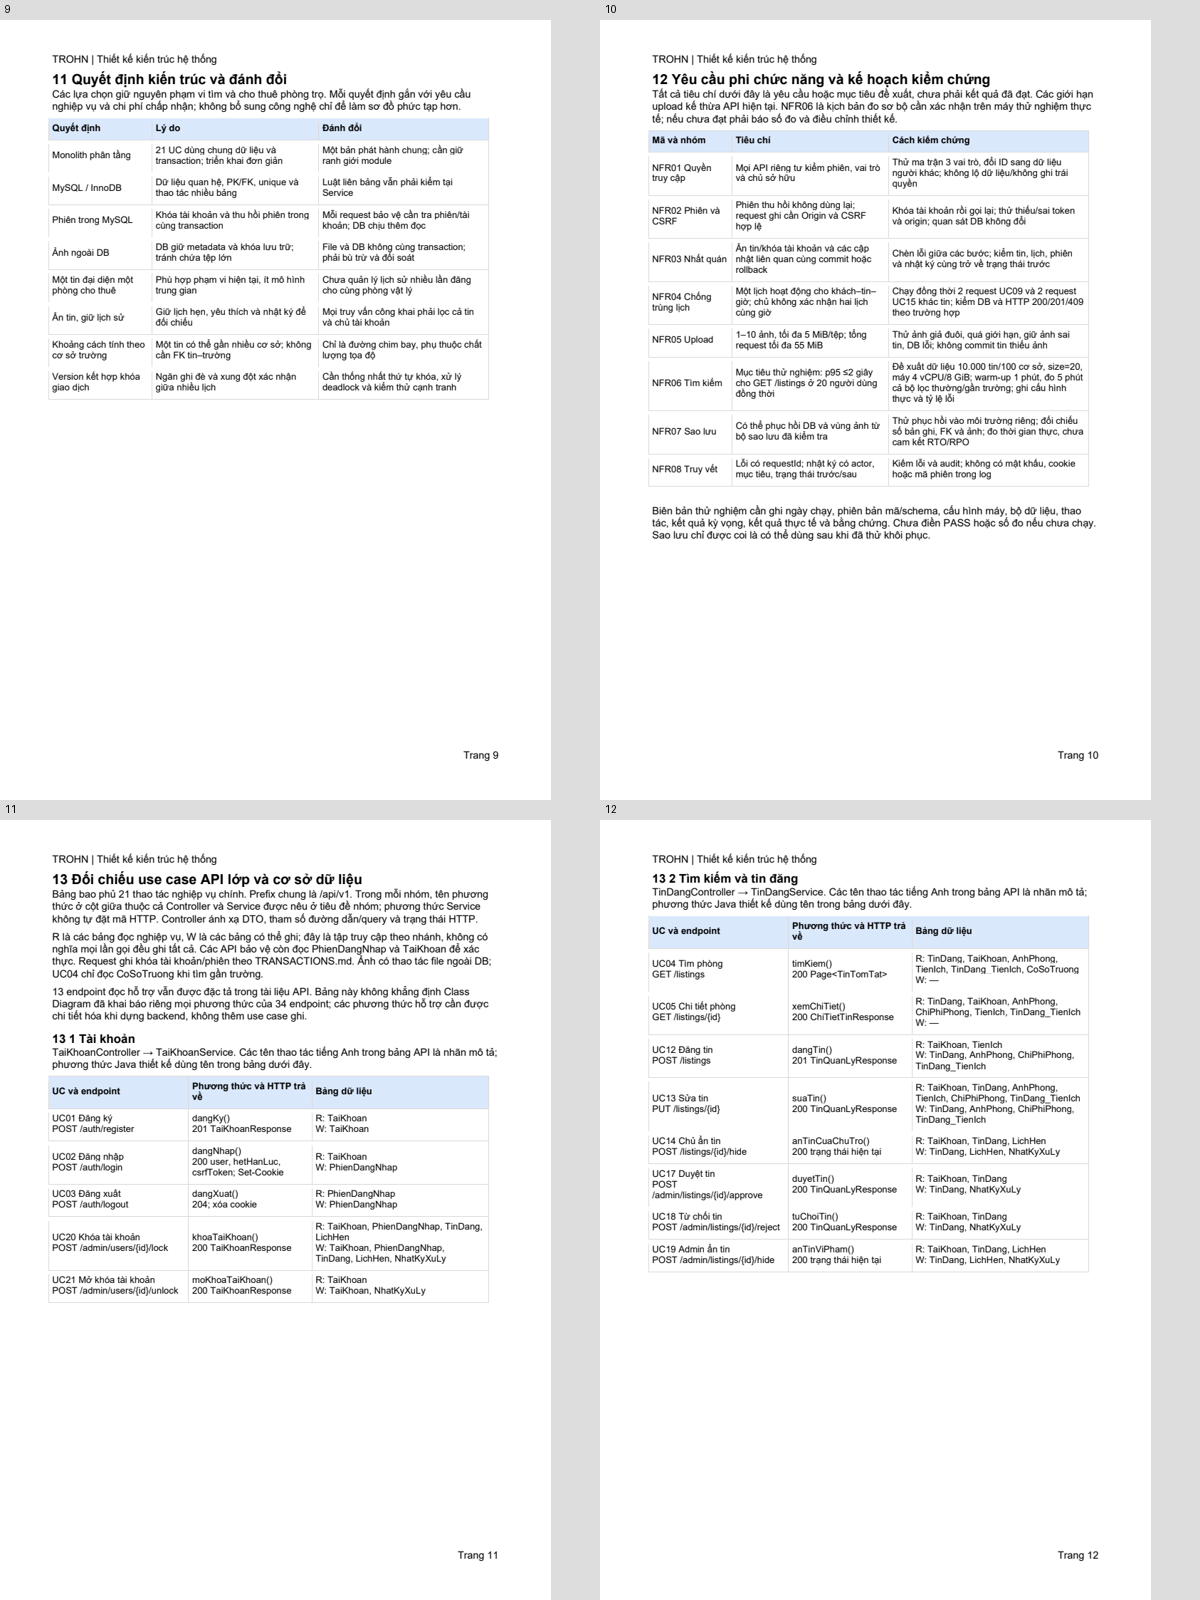 9
TROHN | Thiết kế kiến trúc hệ thống
11 Quyết định kiến trúc và đánh đổi
Các lựa chọn giữ nguyên phạm vi tìm và cho thuê phòng trọ. Mỗi quyết định gắn với yêu cầu
nghiệp vụ và chi phí chấp nhận; không bổ sung công nghệ chỉ để làm sơ đồ phức tạp hơn.
Quyết định
Lý do
Đánh đổi
Monolith phân tầng
21 UC dùng chung dữ liệu và
transaction; triển khai đơn giản
Một bản phát hành chung; cần giữ
ranh giới module
MySQL / InnoDB
Dữ liệu quan hệ, PK/FK, unique và
thao tác nhiều bảng
Luật liên bảng vẫn phải kiểm tại
Service
Phiên trong MySQL
Khóa tài khoản và thu hồi phiên trong
cùng transaction
Mỗi request bảo vệ cần tra phiên/tài
khoản; DB chịu thêm đọc
Ảnh ngoài DB
DB giữ metadata và khóa lưu trữ;
tránh chứa tệp lớn
File và DB không cùng transaction;
phải bù trừ và đối soát
Một tin đại diện một
phòng cho thuê
Phù hợp phạm vi hiện tại, ít mô hình
trung gian
Chưa quản lý lịch sử nhiều lần đăng
cho cùng phòng vật lý
Ẩn tin, giữ lịch sử
Giữ lịch hẹn, yêu thích và nhật ký để
đối chiếu
Mọi truy vấn công khai phải lọc cả tin
và chủ tài khoản
Khoảng cách tính theo
cơ sở trường
Một tin có thể gần nhiều cơ sở; không
cần FK tin–trường
Chỉ là đường chim bay, phụ thuộc chất
lượng tọa độ
Version kết hợp khóa
giao dịch
Ngăn ghi đè và xung đột xác nhận
giữa nhiều lịch
Cần thống nhất thứ tự khóa, xử lý
deadlock và kiểm thử cạnh tranh
Trang 9
10
TROHN | Thiết kế kiến trúc hệ thống
12 Yêu cầu phi chức năng và kế hoạch kiểm chứng
Tất cả tiêu chí dưới đây là yêu cầu hoặc mục tiêu đề xuất, chưa phải kết quả đã đạt. Các giới hạn
upload kế thừa API hiện tại. NFR06 là kịch bản đo sơ bộ cần xác nhận trên máy thử nghiệm thực
tế; nếu chưa đạt phải báo số đo và điều chỉnh thiết kế.
Mã và nhóm
Tiêu chí
Cách kiểm chứng
NFR01 Quyền
truy cập
Mọi API riêng tư kiểm phiên, vai trò
và chủ sở hữu
Thử ma trận 3 vai trò, đổi ID sang dữ liệu
người khác; không lộ dữ liệu/không ghi trái
quyền
NFR02 Phiên và
CSRF
Phiên thu hồi không dùng lại;
request ghi cần Origin và CSRF
hợp lệ
Khóa tài khoản rồi gọi lại; thử thiếu/sai token
và origin; quan sát DB không đổi
NFR03 Nhất quán
Ẩn tin/khóa tài khoản và các cập
nhật liên quan cùng commit hoặc
rollback
Chèn lỗi giữa các bước; kiểm tin, lịch, phiên
và nhật ký cùng trở về trạng thái trước
NFR04 Chống
trùng lịch
Một lịch hoạt động cho khách–tin–
giờ; chủ không xác nhận hai lịch
cùng giờ
Chạy đồng thời 2 request UC09 và 2 request
UC15 khác tin; kiểm DB và HTTP 200/201/409
theo trường hợp
NFR05 Upload
1–10 ảnh, tối đa 5 MiB/tệp; tổng
request tối đa 55 MiB
Thử ảnh giả đuôi, quá giới hạn, giữ ảnh sai
tin, DB lỗi; không commit tin thiếu ảnh
NFR06 Tìm kiếm
Mục tiêu thử nghiệm: p95 ≤2 giây
cho GET /listings ở 20 người dùng
đồng thời
Đề xuất dữ liệu 10.000 tin/100 cơ sở, size=20,
máy 4 vCPU/8 GiB; warm-up 1 phút, đo 5 phút
cả bộ lọc thường/gần trường; ghi cấu hình
thực và tỷ lệ lỗi
NFR07 Sao lưu
Có thể phục hồi DB và vùng ảnh từ
bộ sao lưu đã kiểm tra
Thử phục hồi vào môi trường riêng; đối chiếu
số bản ghi, FK và ảnh; đo thời gian thực, chưa
cam kết RTO/RPO
NFR08 Truy vết
Lỗi có requestId; nhật ký có actor,
mục tiêu, trạng thái trước/sau
Kiểm lỗi và audit; không có mật khẩu, cookie
hoặc mã phiên trong log
Biên bản thử nghiệm cần ghi ngày chạy, phiên bản mã/schema, cấu hình máy, bộ dữ liệu, thao
tác, kết quả kỳ vọng, kết quả thực tế và bằng chứng. Chưa điền PASS hoặc số đo nếu chưa chạy.
Sao lưu chỉ được coi là có thể dùng sau khi đã thử khôi phục.
Trang 10
11
TROHN | Thiết kế kiến trúc hệ thống
13 Đối chiếu use case API lớp và cơ sở dữ liệu
Bảng bao phủ 21 thao tác nghiệp vụ chính. Prefix chung là /api/v1. Trong mỗi nhóm, tên phương
thức ở cột giữa thuộc cả Controller và Service được nêu ở tiêu đề nhóm; phương thức Service
không tự đặt mã HTTP. Controller ánh xạ DTO, tham số đường dẫn/query và trạng thái HTTP.
R là các bảng đọc nghiệp vụ, W là các bảng có thể ghi; đây là tập truy cập theo nhánh, không có
nghĩa mọi lần gọi đều ghi tất cả. Các API bảo vệ còn đọc PhienDangNhap và TaiKhoan để xác
thực. Request ghi khóa tài khoản/phiên theo TRANSACTIONS.md. Ảnh có thao tác file ngoài DB;
UC04 chỉ đọc CoSoTruong khi tìm gần trường.
13 endpoint đọc hỗ trợ vẫn được đặc tả trong tài liệu API. Bảng này không khẳng định Class
Diagram đã khai báo riêng mọi phương thức của 34 endpoint; các phương thức hỗ trợ cần được
chi tiết hóa khi dựng backend, không thêm use case ghi.
13 1 Tài khoản
TaiKhoanController → TaiKhoanService. Các tên thao tác tiếng Anh trong bảng API là nhãn mô tả;
phương thức Java thiết kế dùng tên trong bảng dưới đây.
UC và endpoint
Phương thức và HTTP trả
về
Bảng dữ liệu
UC01 Đăng ký
POST /auth/register
dangKy()
201 TaiKhoanResponse
R: TaiKhoan
W: TaiKhoan
UC02 Đăng nhập
POST /auth/login
dangNhap()
200 user, hetHanLuc,
csrfToken; Set-Cookie
R: TaiKhoan
W: PhienDangNhap
UC03 Đăng xuất
POST /auth/logout
dangXuat()
204; xóa cookie
R: PhienDangNhap
W: PhienDangNhap
UC20 Khóa tài khoản
POST /admin/users/{id}/lock
khoaTaiKhoan()
200 TaiKhoanResponse
R: TaiKhoan, PhienDangNhap, TinDang,
LichHen
W: TaiKhoan, PhienDangNhap,
TinDang, LichHen, NhatKyXuLy
UC21 Mở khóa tài khoản
POST /admin/users/{id}/unlock
moKhoaTaiKhoan()
200 TaiKhoanResponse
R: TaiKhoan
W: TaiKhoan, NhatKyXuLy
Trang 11
12
TROHN | Thiết kế kiến trúc hệ thống
13 2 Tìm kiếm và tin đăng
TinDangController → TinDangService. Các tên thao tác tiếng Anh trong bảng API là nhãn mô tả;
phương thức Java thiết kế dùng tên trong bảng dưới đây.
UC và endpoint
Phương thức và HTTP trả
về
Bảng dữ liệu
UC04 Tìm phòng
GET /listings
timKiem()
200 Page<TinTomTat>
R: TinDang, TaiKhoan, AnhPhong,
TienIch, TinDang_TienIch, CoSoTruong
W: —
UC05 Chi tiết phòng
GET /listings/{id}
xemChiTiet()
200 ChiTietTinResponse
R: TinDang, TaiKhoan, AnhPhong,
ChiPhiPhong, TienIch, TinDang_TienIch
W: —
UC12 Đăng tin
POST /listings
dangTin()
201 TinQuanLyResponse
R: TaiKhoan, TienIch
W: TinDang, AnhPhong, ChiPhiPhong,
TinDang_TienIch
UC13 Sửa tin
PUT /listings/{id}
suaTin()
200 TinQuanLyResponse
R: TaiKhoan, TinDang, AnhPhong,
TienIch, ChiPhiPhong, TinDang_TienIch
W: TinDang, AnhPhong, ChiPhiPhong,
TinDang_TienIch
UC14 Chủ ẩn tin
POST /listings/{id}/hide
anTinCuaChuTro()
200 trạng thái hiện tại
R: TaiKhoan, TinDang, LichHen
W: TinDang, LichHen, NhatKyXuLy
UC17 Duyệt tin
POST
/admin/listings/{id}/approve
duyetTin()
200 TinQuanLyResponse
R: TaiKhoan, TinDang
W: TinDang, NhatKyXuLy
UC18 Từ chối tin
POST /admin/listings/{id}/reject
tuChoiTin()
200 TinQuanLyResponse
R: TaiKhoan, TinDang
W: TinDang, NhatKyXuLy
UC19 Admin ẩn tin
POST /admin/listings/{id}/hide
anTinViPham()
200 trạng thái hiện tại
R: TaiKhoan, TinDang, LichHen
W: TinDang, LichHen, NhatKyXuLy
Trang 12